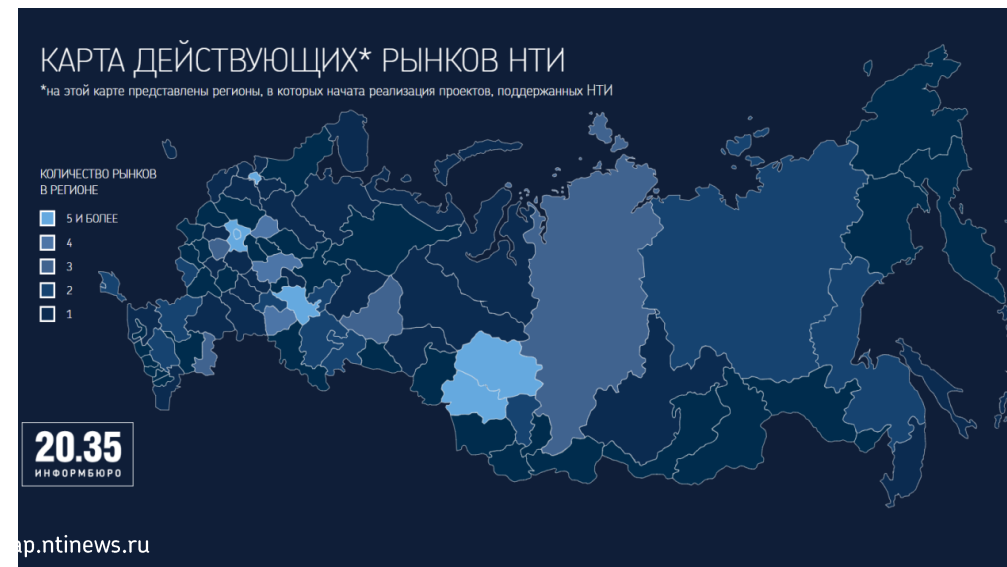 КАРТА ДЕЙСТВУЮЩИХ* РЫНКОВ НТИ
*на этой карте представлены регионы, в которых начата реализация проектов, поддержанных НТИ
КОЛИЧЕСТВО РЫНКОВ
В РЕГИОНЕ
5 И БОЛЕЕ
4
3
2
1
20.35
ИНФОРМБЮРО
ap.ntinews.ru